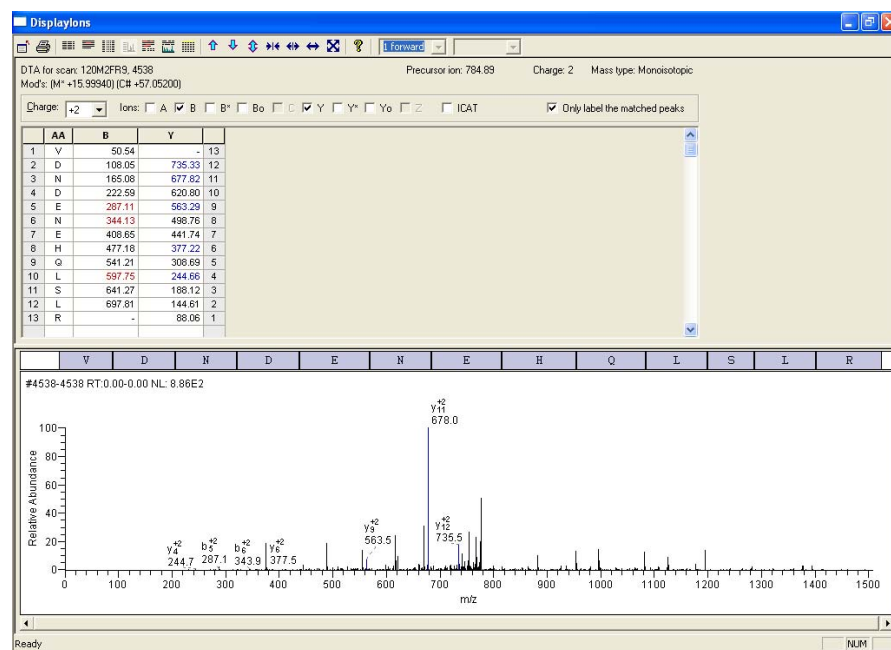 DisplayIons
1 forward
DTA for scan: 120M2FR9, 4538 Precursor ion: 784.89 Charge: 2 Mass type: Monoisotopic
Mod's: (M* +15.99940) (C# +57.05200)
Charge: +2 Ions: A B B* Bo C Y Y* Yo Z ICAT Only label the matched peaks
AA B Y
1 V 50.54 - 13
2 D 108.05 735.33 12
3 N 165.08 677.82 11
4 D 222.59 620.80 10
5 E 287.11 563.29 9
6 N 344.13 498.76 8
7 E 408.65 441.74 7
8 H 477.18 377.22 6
9 Q 541.21 308.69 5
10 L 597.75 244.66 4
11 S 641.27 188.12 3
12 L 697.81 144.61 2
13 R - 88.06 1
V D N D E N E H Q L S L R
#4538-4538 RT:0.00-0.00 NL: 8.86E2
y11+2
678.0
y12+2
735.5
y9+2
563.5
y4+2
244.7
b5+2
287.1
b6+2
343.9
y6+2
377.5
Relative Abundance
100
80
60
40
20
0
0 100 200 300 400 500 600 700 800 900 1000 1100 1200 1300 1400 1500
m/z
Ready NUM